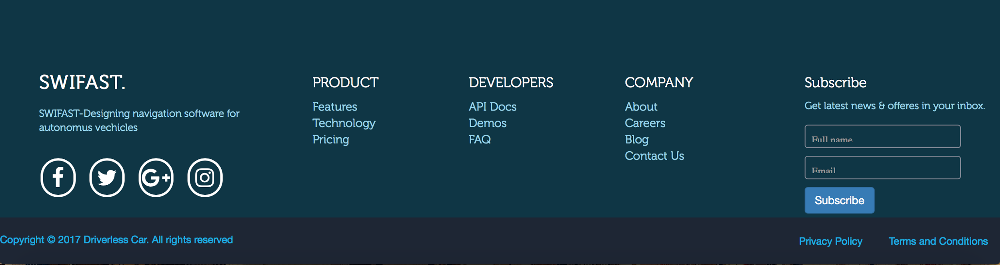 SWIFAST.
SWIFAST-Designing navigation software for
autonomus vechicles
PRODUCT
Features
Technology
Pricing
DEVELOPERS
API Docs
Demos
FAQ
COMPANY
About
Careers
Blog
Contact Us
Subscribe
Get latest news & offeres in your inbox.
Full name
Email
Subscribe
Copyright © 2017 Driverless Car. All rights reserved
Privacy Policy
Terms and Conditions